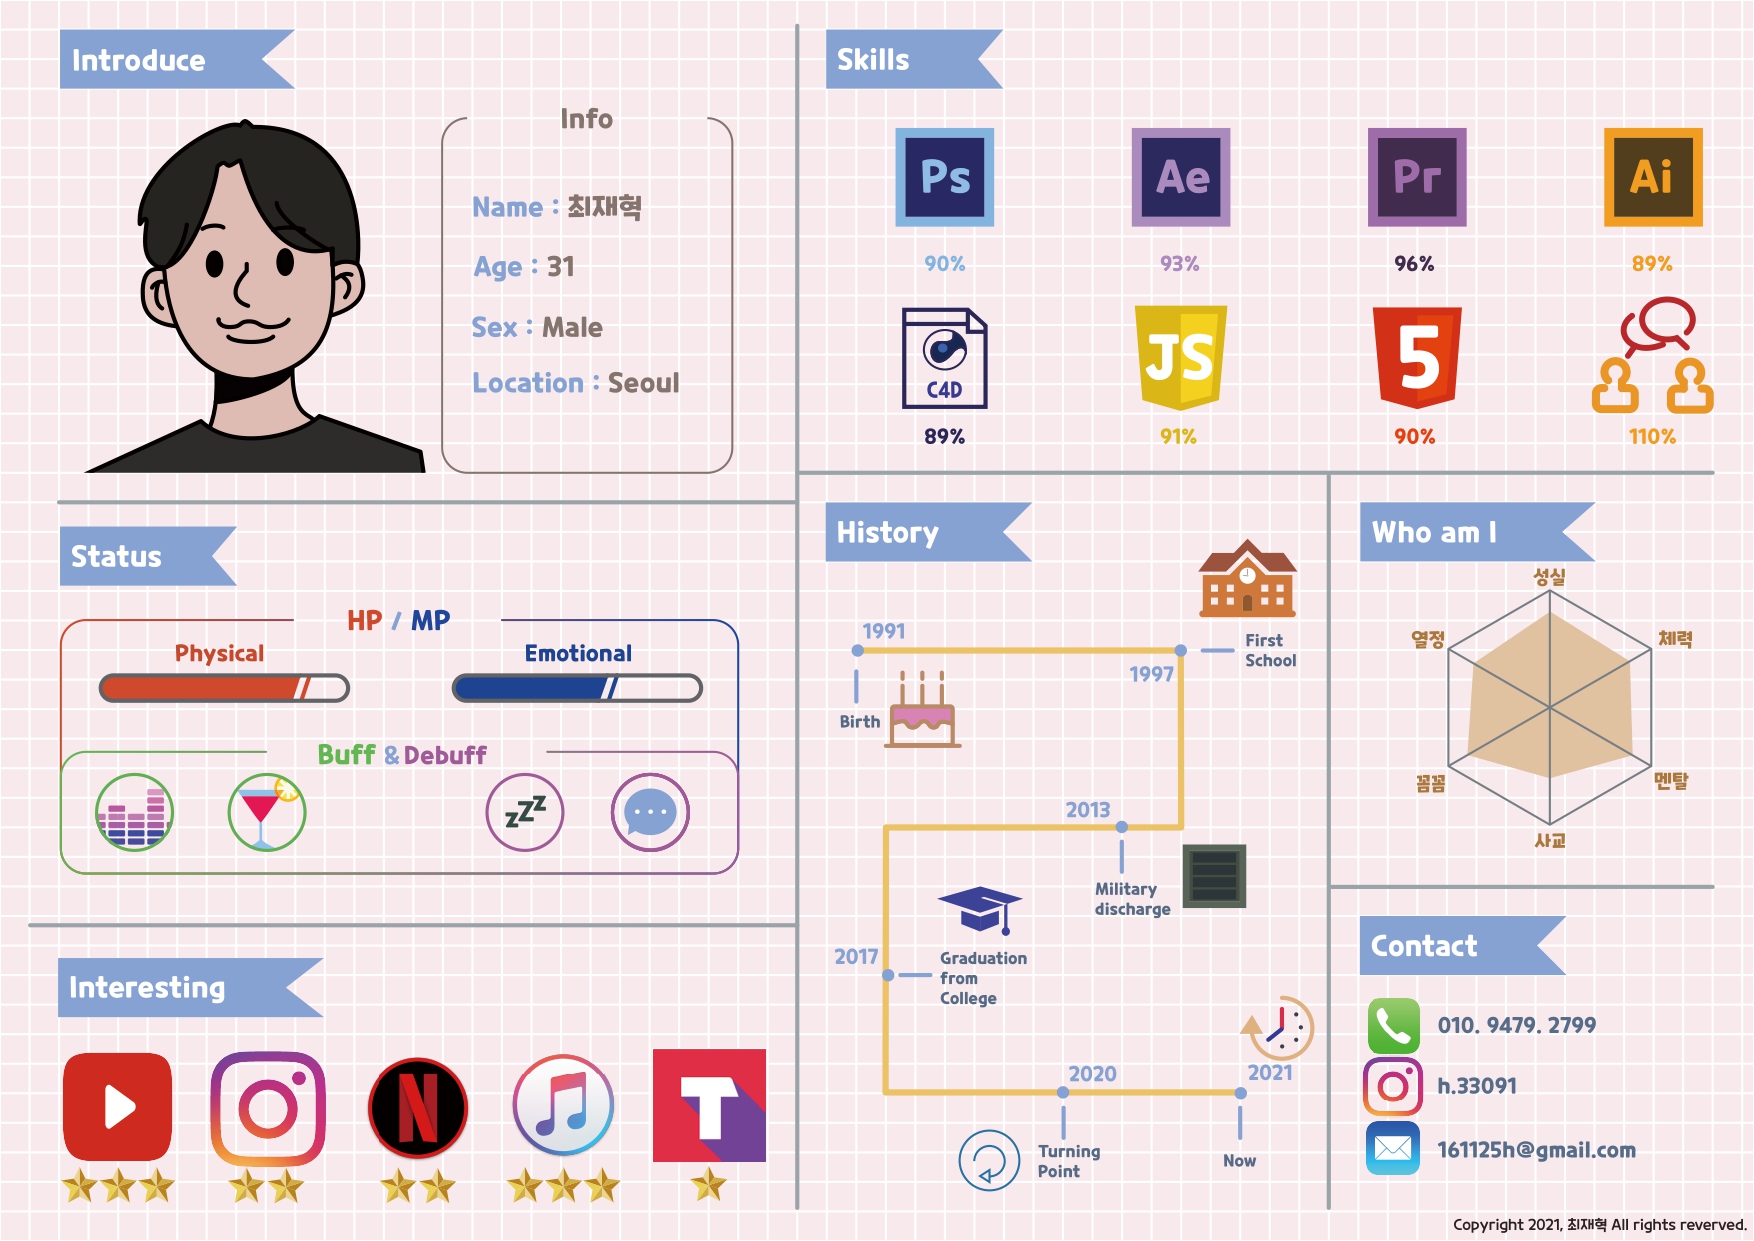 Introduce
Info
Name : 최재혁
Age : 31
Sex : Male
Location : Seoul
Skills
Ps
Ae
Pr
Ai
90%
93%
96%
89%
C4D
JS
5
89%
91%
90%
110%
Status
HP / MP
Physical
Emotional
Buff & Debuff
zZZ
Interesting
N
T
History
1991
Birth
1997
First
School
2013
Military
discharge
2017
Graduation
from
College
2020
Turning
Point
2021
Now
Who am I
성실
열정
체력
꼼꼼
멘탈
사교
Contact
010. 9479. 2799
h.33091
161125h@gmail.com
Copyright 2021, 최재혁 All rights reverved.